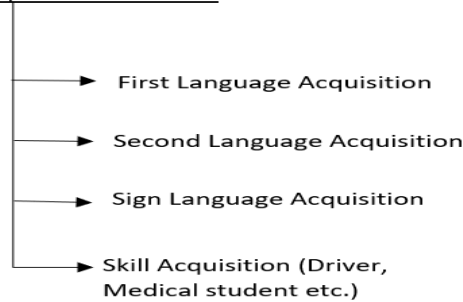 First Language Acquisition
Second Language Acquisition
Sign Language Acquisition
Skill Acquisition (Driver,
Medical student etc.)